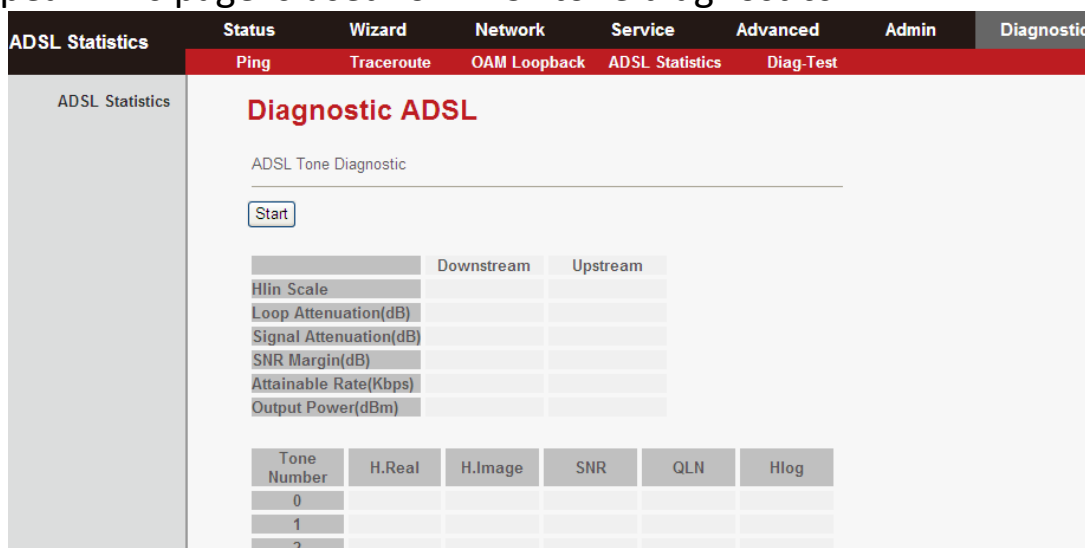 ADSL Statistics
Status Wizard Network Service Advanced Admin Diagnostic
Ping Traceroute OAM Loopback ADSL Statistics Diag-Test
ADSL Statistics
Diagnostic ADSL
ADSL Tone Diagnostic
Start
Downstream Upstream
Hlin Scale
Loop Attenuation(dB)
Signal Attenuation(dB)
SNR Margin(dB)
Attainable Rate(Kbps)
Output Power(dBm)
Tone Number H.Real H.Image SNR QLN Hlog
0
1
2